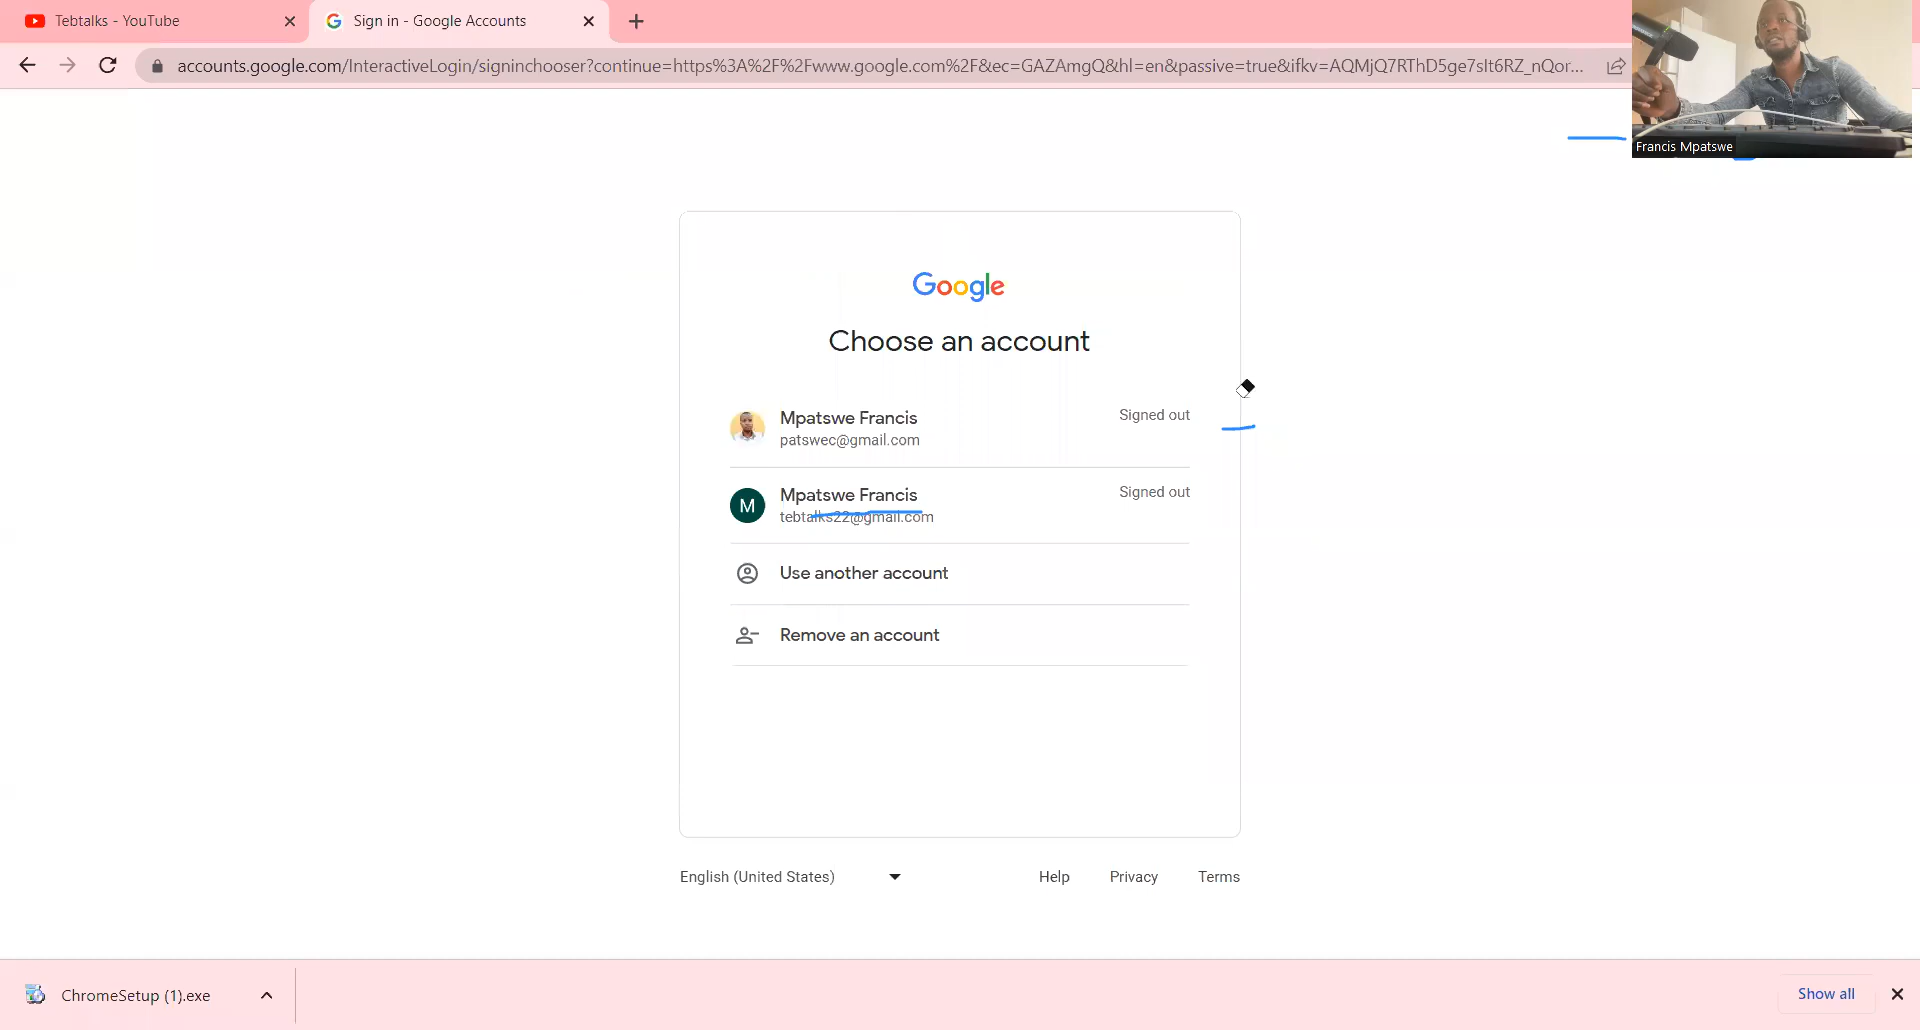 Tebtalks - YouTube
Sign in - Google Accounts
accounts.google.com/InteractiveLogin/signinchooser?continue=https%3A%2F%2Fwww.google.com%2F&ec=GAZAmgQ&hl=en&passive=true&ifkv=AQMjQ7RThD5ge7sIt6RZ_nQor...
Francis Mpatswe
Google
Choose an account
Mpatswe Francis
Signed out
patswec@gmail.com
M
Mpatswe Francis
Signed out
tebtalks22@gmail.com
Use another account
Remove an account
English (United States)
Help
Privacy
Terms
ChromeSetup (1).exe
Show all